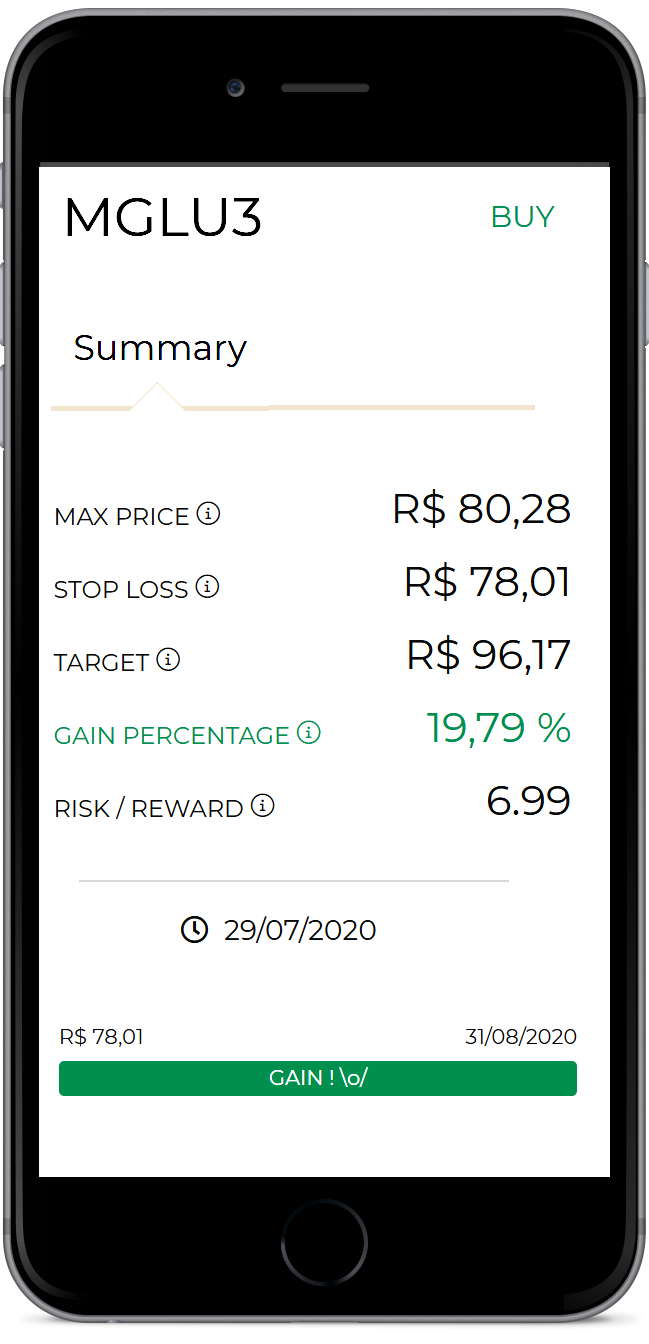 MGLU3 BUY
Summary
MAX PRICE R$ 80,28
STOP LOSS R$ 78,01
TARGET R$ 96,17
GAIN PERCENTAGE 19,79 %
RISK / REWARD 6.99
29/07/2020
R$ 78,01 31/08/2020
GAIN ! \o/